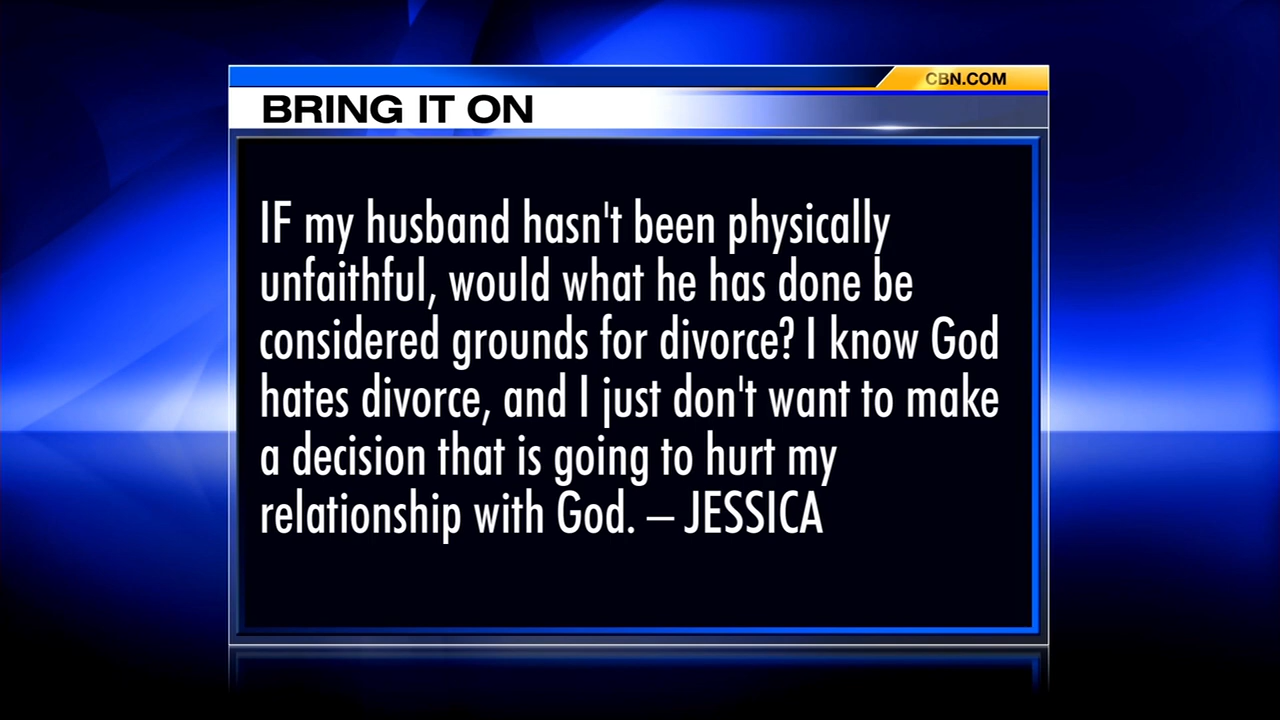 CBN.COM
BRING IT ON
IF my husband hasn't been physically
unfaithful, would what he has done be
considered grounds for divorce? I know God
hates divorce, and I just don't want to make
a decision that is going to hurt my
relationship with God. – JESSICA